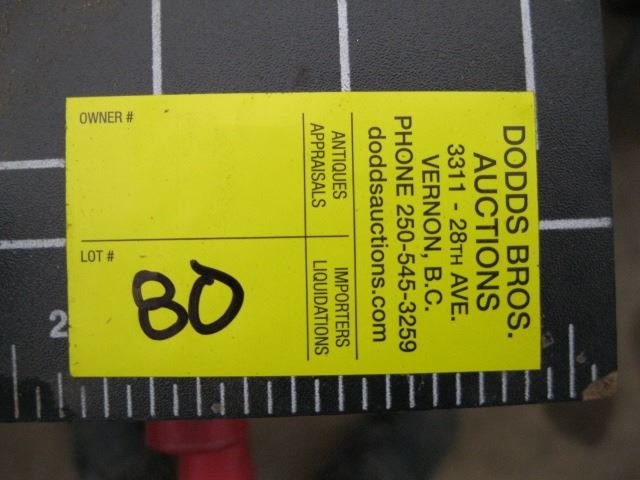 DODDS BROS.
AUCTIONS
3311 - 28TH AVE.
VERNON, B.C.
PHONE 250-545-3259
doddsauctions.com
ANTIQUES
APPRAISALS
IMPORTERS
LIQUIDATIONS
OWNER #
LOT #
80
2